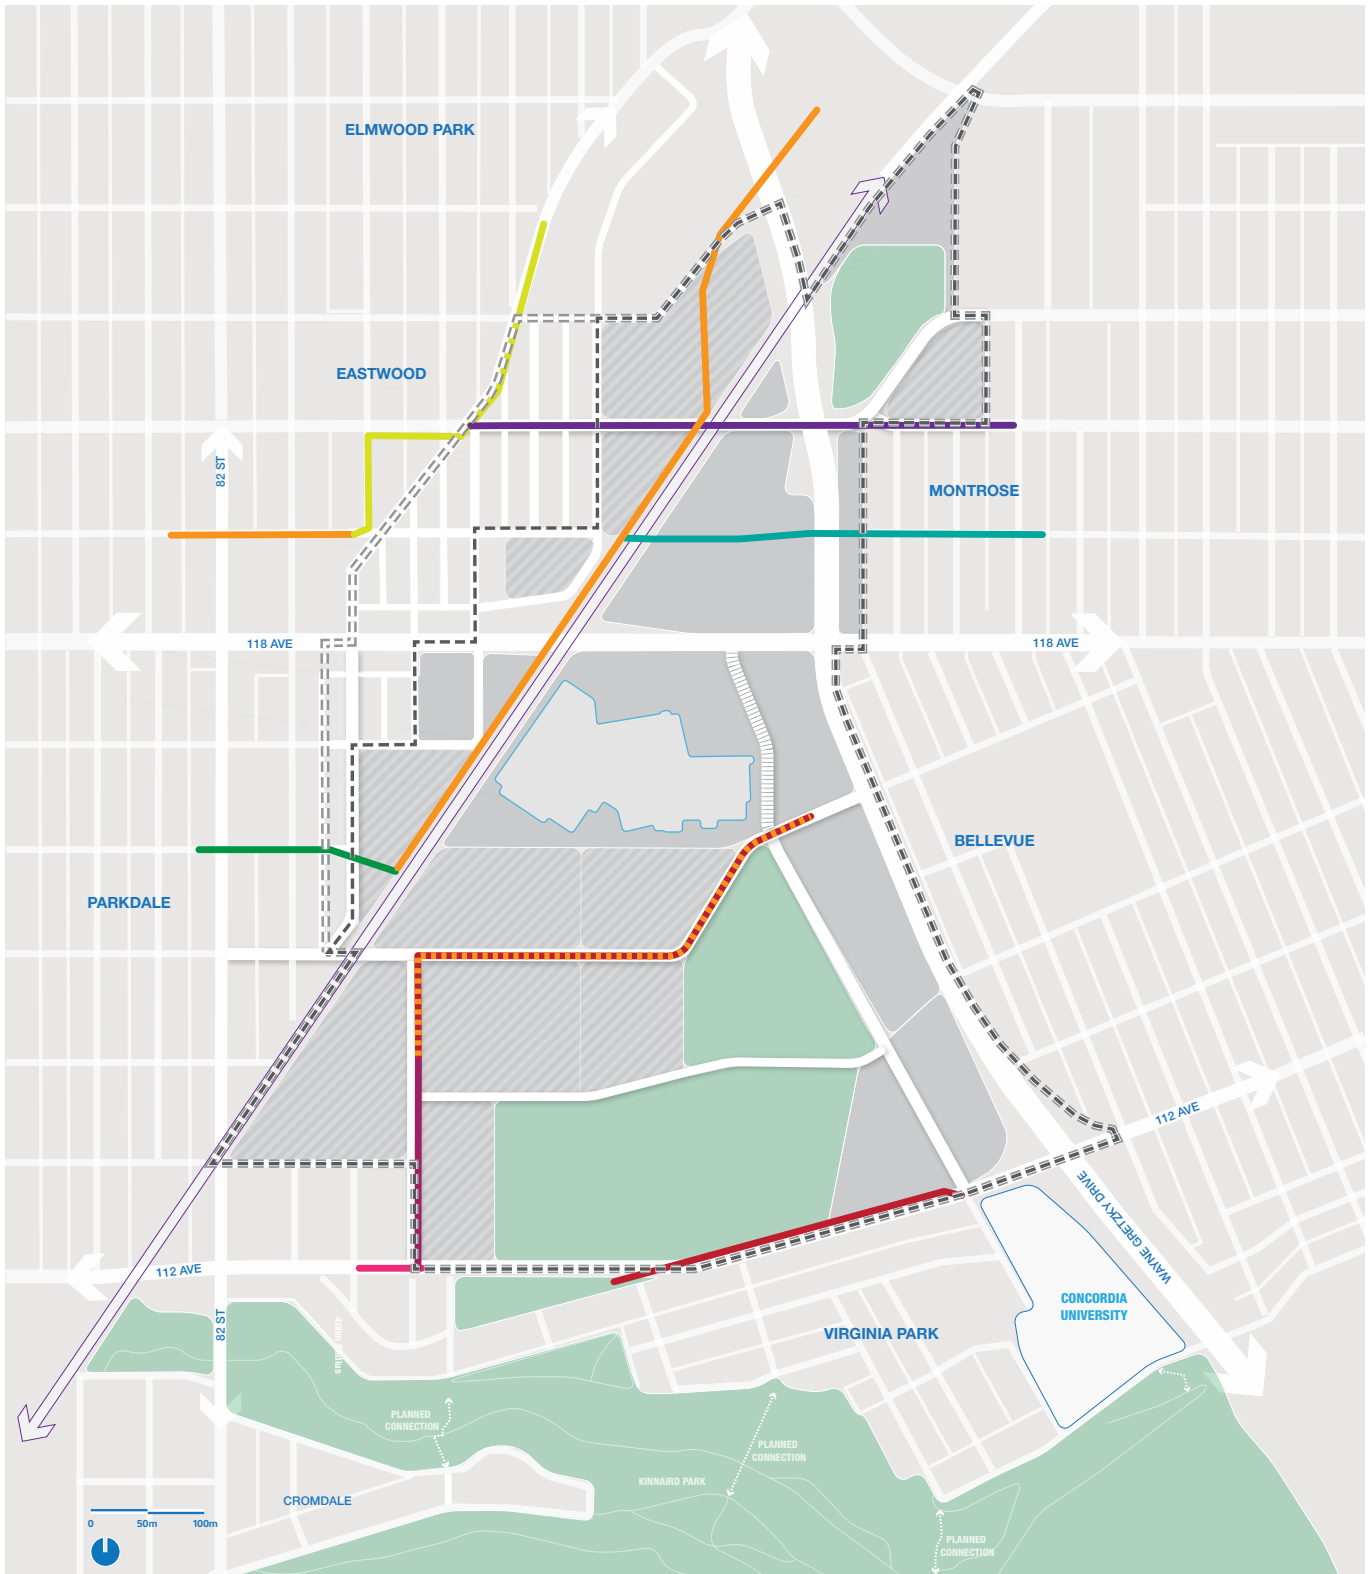 ELMWOOD PARK
EASTWOOD
82 ST
MONTROSE
118 AVE
118 AVE
BELLEVUE
PARKDALE
112 AVE
112 AVE
WAYNE GRETZKY DRIVE
CONCORDIA
UNIVERSITY
82 ST
VIRGINIA PARK
PLANNED
CONNECTION
PLANNED
CONNECTION
KINNAIRD PARK
CROMDALE
0 50m 100m
PLANNED
CONNECTION